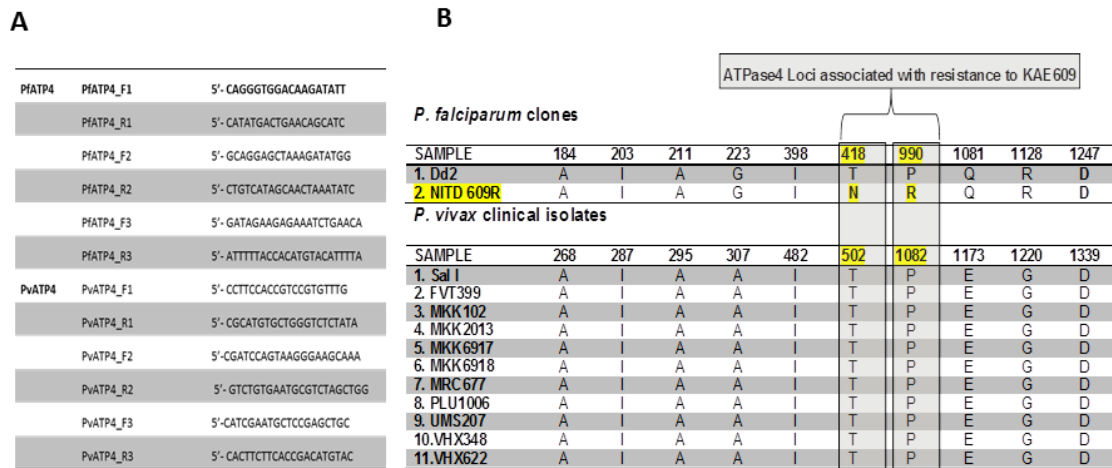 A
PfATP4 PfATP4_F1 5′- CAGGGTGGACAAGATATT
PfATP4_R1 5′- CATATGACTGAACAGCATC
PfATP4_F2 5′- GCAGGAGCTAAAGATATGG
PfATP4_R2 5′- CTGTCATAGCAACTAAATATC
PfATP4_F3 5′- GATAGAAGAGAAATCTGAACA
PfATP4_R3 5′- ATTTTTACCACATGTACATTTTA
PvATP4 PvATP4_F1 5′- CCTTCCACCGTCCGTGTTTG
PvATP4_R1 5′- CGCATGTGCTGGGTCTCTATA
PvATP4_F2 5′-CGATCCAGTAAGGGAAGCAAA
PvATP4_R2 5′- GTCTGTGAATGCGTCTAGCTGG
PvATP4_F3 5′-CATCGAATGCTCCGAGCTGC
PvATP4_R3 5′- CACTTCTTCACCGACATGTAC
B
ATPase4 Loci associated with resistance to KAE609
P. falciparum clones
SAMPLE 184 203 211 223 398 418 990 1081 1128 1247
1. Dd2 A I A G I T P Q R D
2. NITD 609R A I A G I N R Q R D
P. vivax clinical isolates
SAMPLE 268 287 295 307 482 502 1082 1173 1220 1339
1. Sal I A I A A I T P E G D
2. FVT399 A I A A I T P E G D
3. MKK102 A I A A I T P E G D
4. MKK2013 A I A A I T P E G D
5. MKK6917 A I A A I T P E G D
6. MKK6918 A I A A I T P E G D
7. MRC677 A I A A I T P E G D
8. PLU1006 A I A A I T P E G D
9. UMS207 A I A A I T P E G D
10.VHX348 A I A A I T P E G D
11.VHX622 A I A A I T P E G D